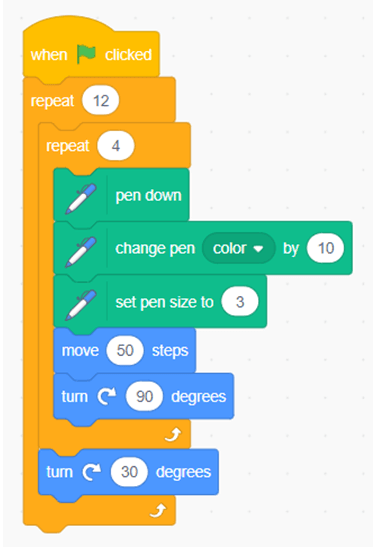 when clicked
repeat 12
repeat 4
pen down
change pen color by 10
set pen size to 3
move 50 steps
turn 90 degrees
turn 30 degrees